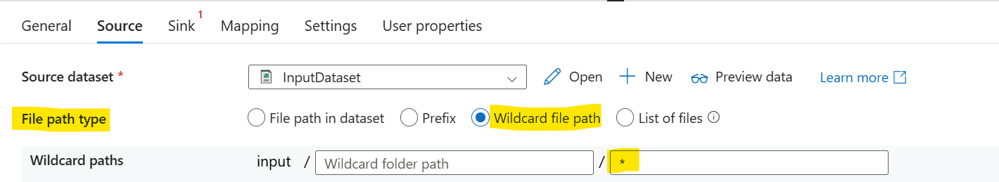 General Source Sink 1 Mapping Settings User properties
Source dataset * InputDataset Open New Preview data Learn more
File path type File path in dataset Prefix Wildcard file path List of files
Wildcard paths input / Wildcard folder path / *